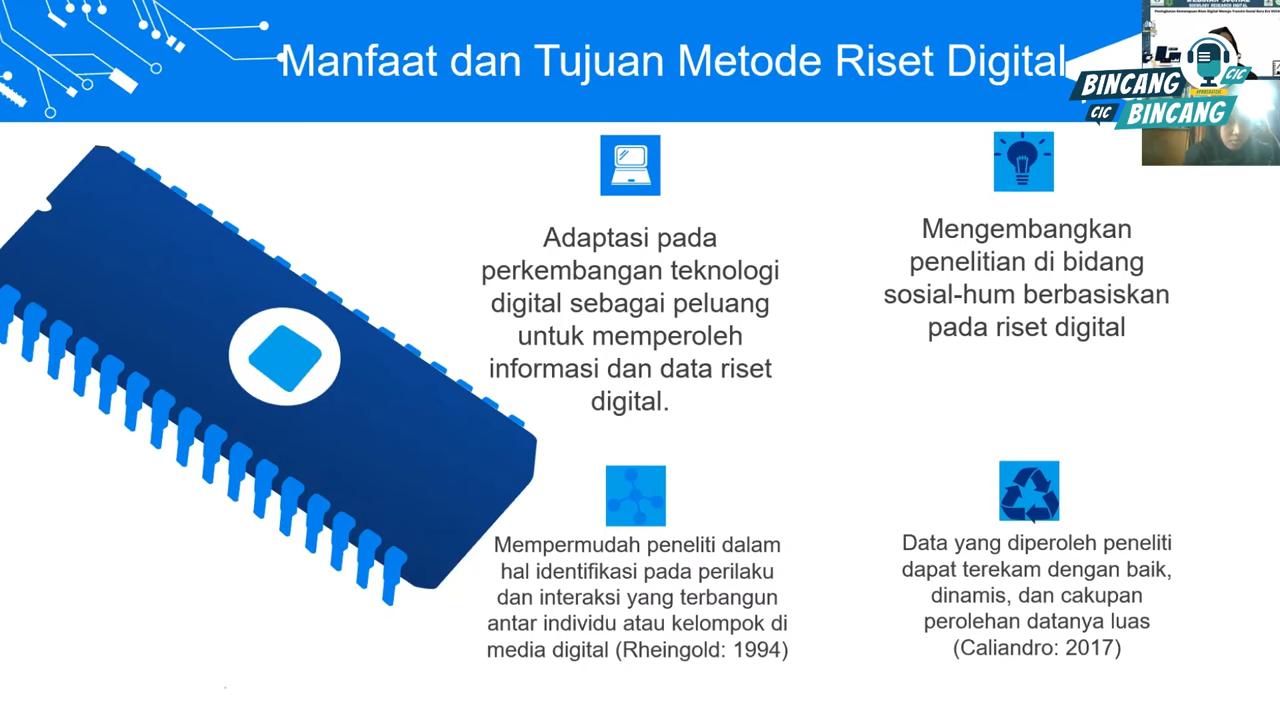 Manfaat dan Tujuan Metode Riset Digital
BINCANG
CIC
CIC
BINCANG
Adaptasi pada
perkembangan teknologi
digital sebagai peluang
untuk memperoleh
informasi dan data riset
digital.
Mengembangkan
penelitian di bidang
sosial-hum berbasiskan
pada riset digital
Mempermudah peneliti dalam
hal identifikasi pada perilaku
dan interaksi yang terbangun
antar individu atau kelompok di
media digital (Rheingold: 1994)
Data yang diperoleh peneliti
dapat terekam dengan baik,
dinamis, dan cakupan
perolehan datanya luas
(Caliandro: 2017)